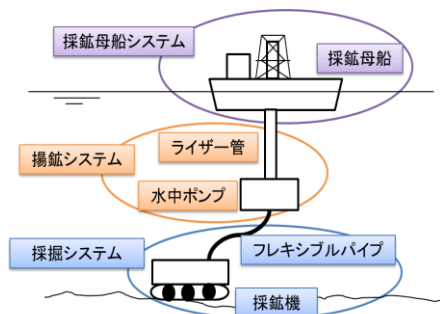 採鉱母船システム
採鉱母船
ライザー管
揚鉱システム
水中ポンプ
採掘システム
フレキシブルパイプ
採鉱機